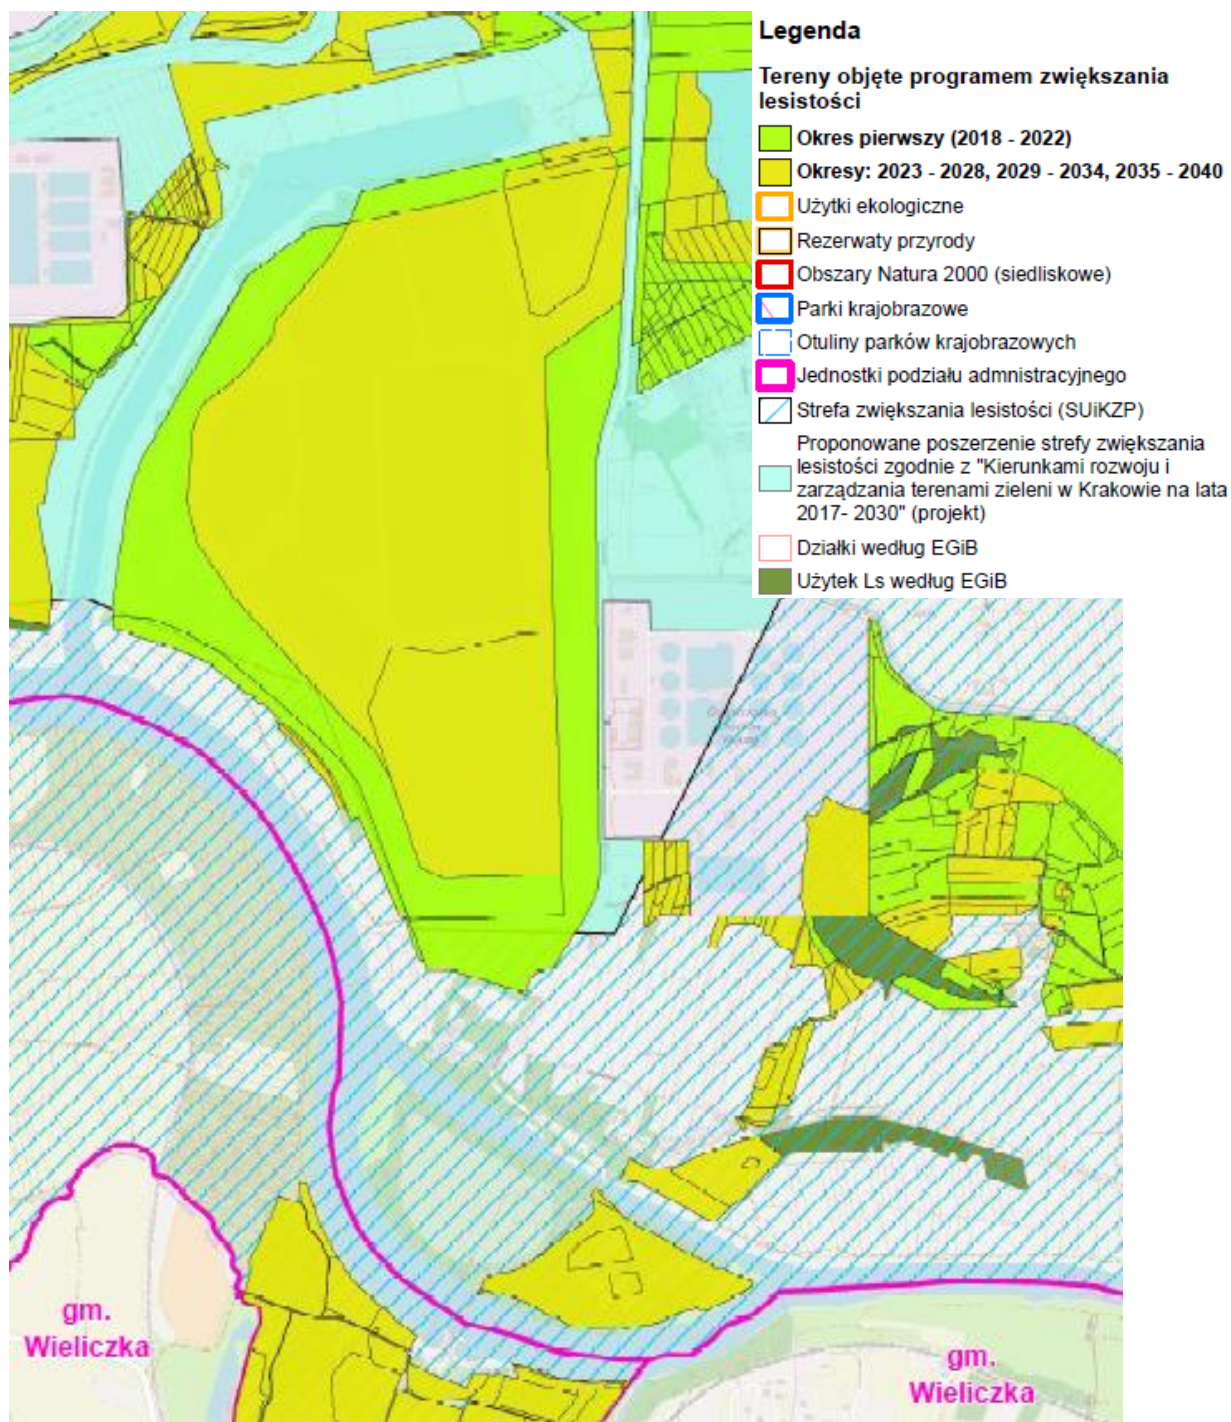 Legenda
Tereny objęte programem zwiększania
lesistości
Okres pierwszy (2018 - 2022)
Okresy: 2023 - 2028, 2029 - 2034, 2035 - 2040
Użytki ekologiczne
Rezerwaty przyrody
Obszary Natura 2000 (siedliskowe)
Parki krajobrazowe
Otuliny parków krajobrazowych
Jednostki podziału admnistracyjnego
Strefa zwiększania lesistości (SUiKZP)
Proponowane poszerzenie strefy zwiększania
lesistości zgodnie z "Kierunkami rozwoju i
zarządzania terenami zieleni w Krakowie na lata
2017- 2030" (projekt)
Działki według EGiB
Użytek Ls według EGiB
gm.
Wieliczka
gm.
Wieliczka